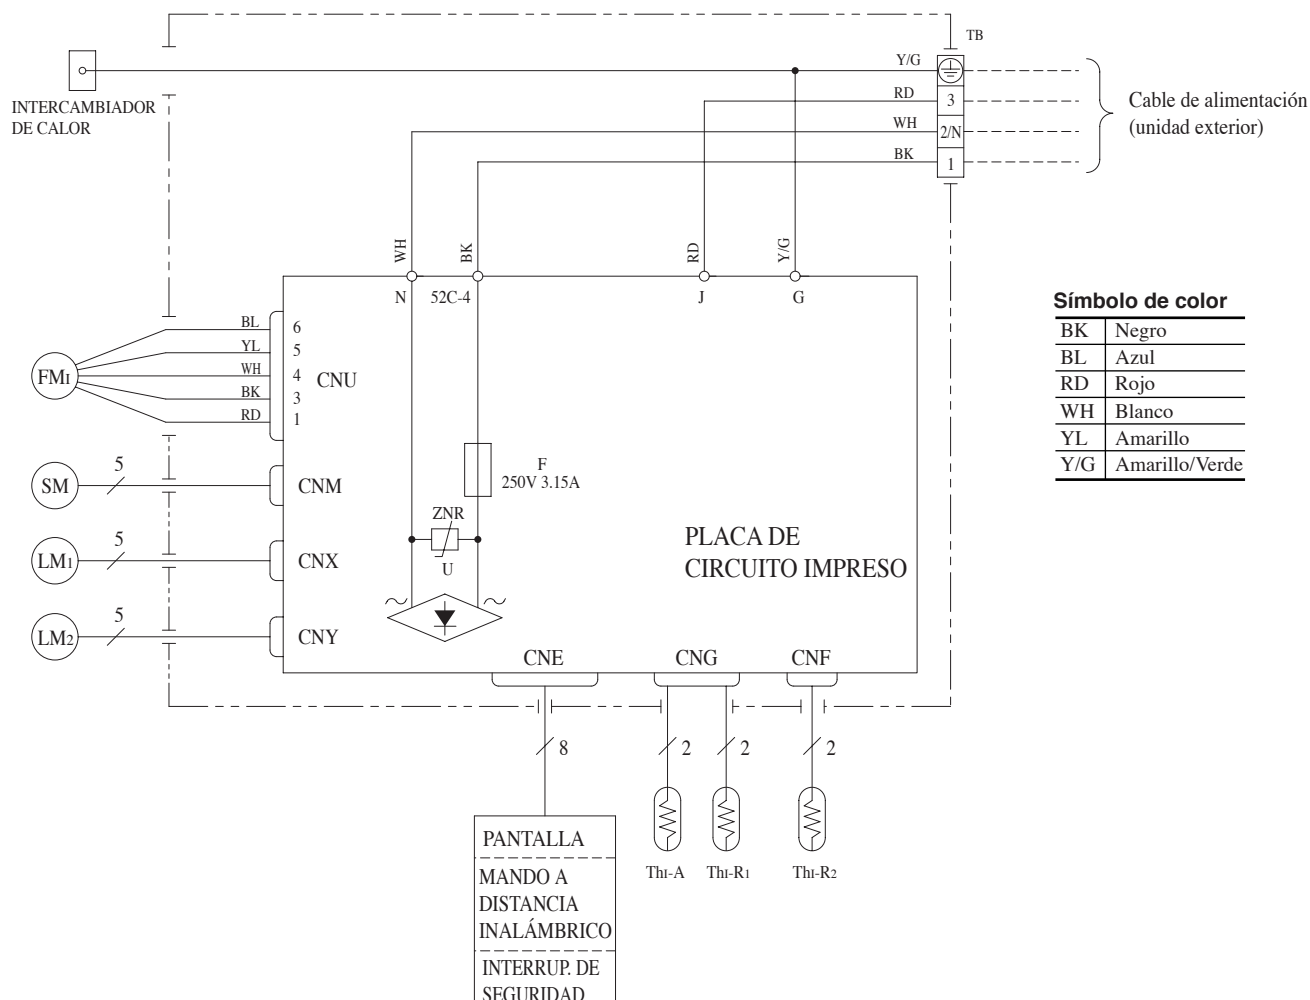 TB
Y/G
INTERCAMBIADOR
DE CALOR
RD
3
Cable de alimentación
(unidad exterior)
WH
2/N
BK
1
WH
BK
RD
Y/G
N
52C-4
J
G
Símbolo de color
BK Negro
BL Azul
RD Rojo
WH Blanco
YL Amarillo
Y/G Amarillo/Verde
BL 6
YL 5
FMI
WH 4
CNU
BK 3
RD 1
SM
5
CNM
F
250V 3.15A
ZNR
U
LM1
5
CNX
PLACA DE
CIRCUITO IMPRESO
LM2
5
CNY
CNE
CNG
CNF
8
2
2
2
PANTALLA
MANDO A
DISTANCIA
INALÁMBRICO
INTERRUP. DE
SEGURIDAD
ThI-A
ThI-R1
ThI-R2